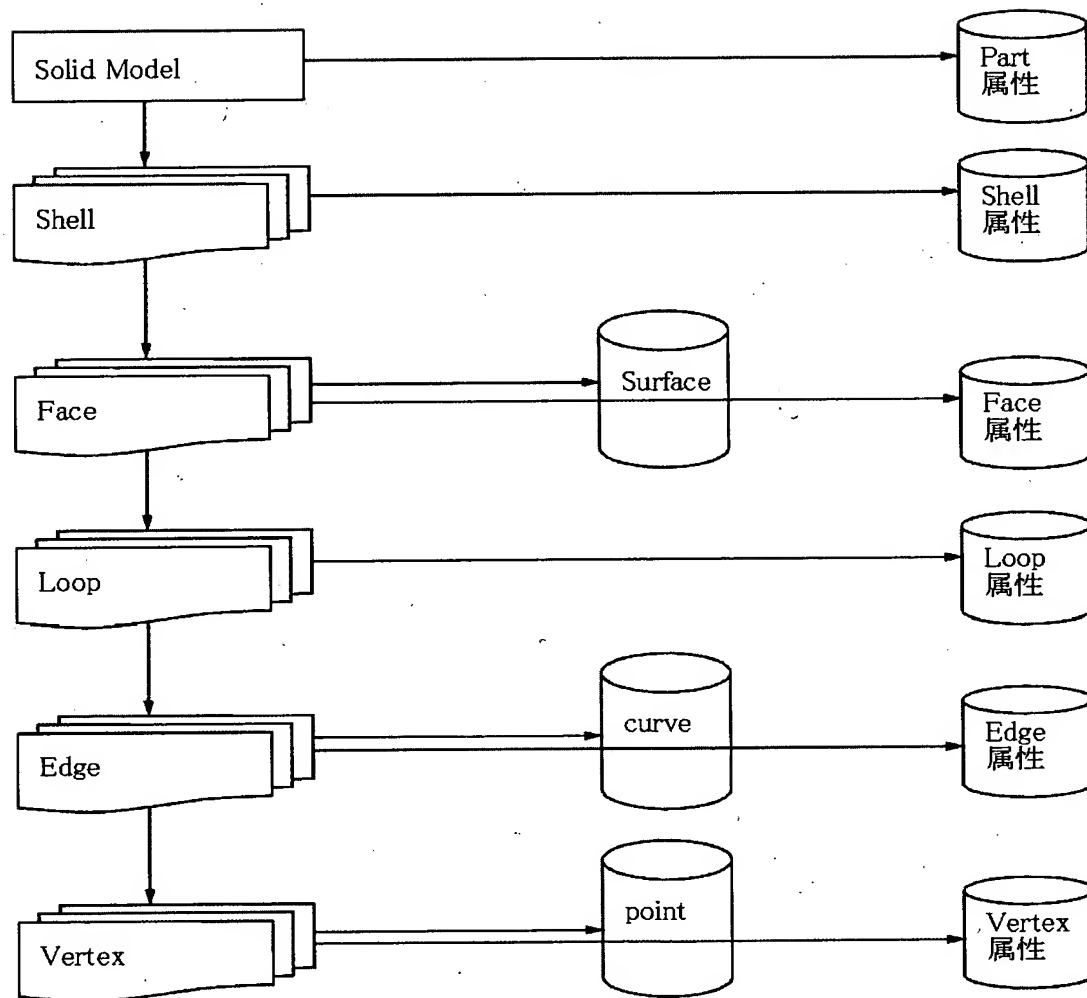 Solid Model
Part
属性
Shell
Shell
属性
Face
Surface
Face
属性
Loop
Loop
属性
Edge
curve
Edge
属性
Vertex
point
Vertex
属性